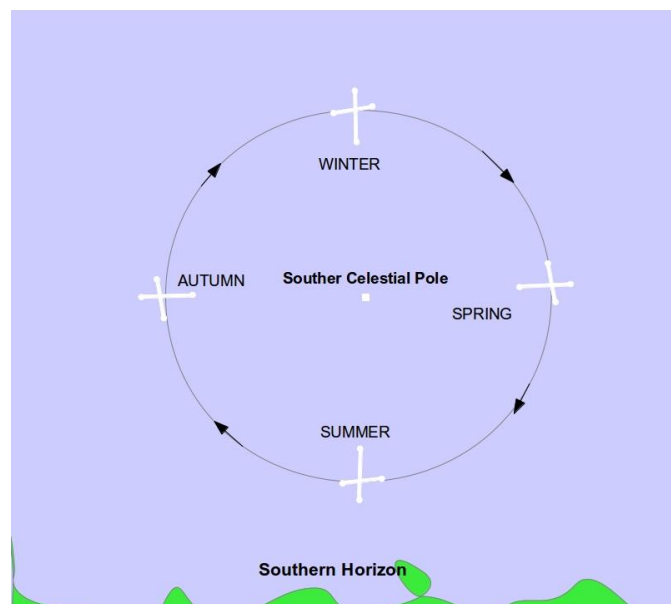 WINTER
AUTUMN
Souther Celestial Pole
SPRING
SUMMER
Southern Horizon